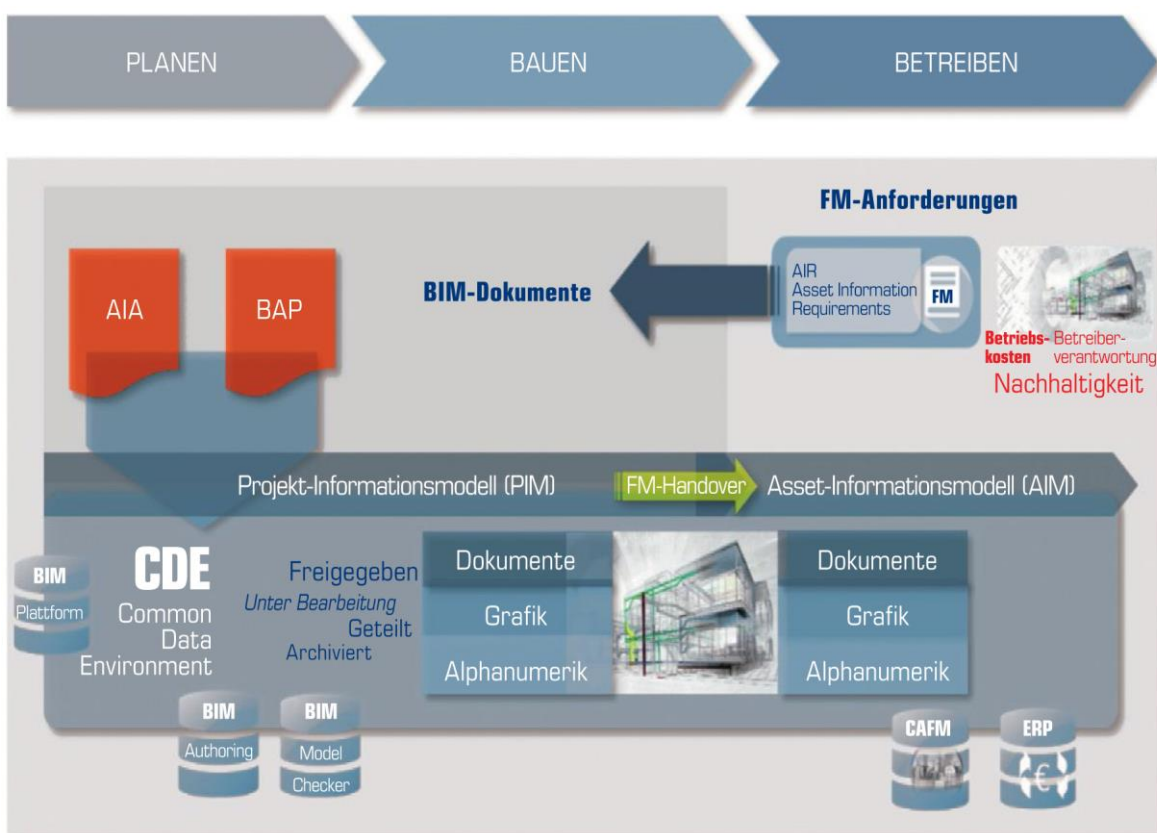 PLANEN
BAUEN
BETREIBEN
FM-Anforderungen
AIA
BAP
BIM-Dokumente
AIR
Asset Information
Requirements
FM
Betriebs-
kosten
Betreiber-
verantwortung
Nachhaltigkeit
Projekt-Informationsmodell (PIM)
FM-Handover
Asset-Informationsmodell (AIM)
BIM
Plattform
CDE
Common
Data
Environment
Freigegeben
Unter Bearbeitung
Geteilt
Archiviert
Dokumente
Grafik
Alphanumerik
Dokumente
Grafik
Alphanumerik
BIM
Authoring
BIM
Model
Checker
CAFM
ERP
€